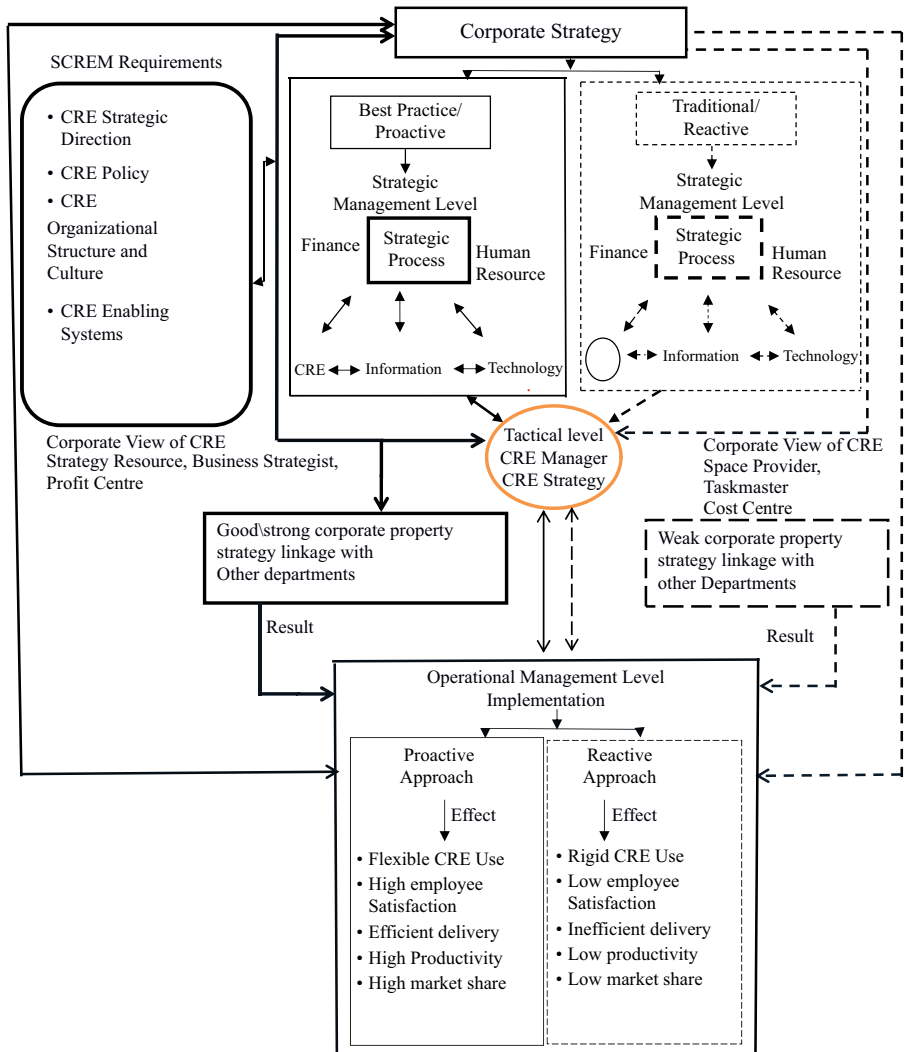 Corporate Strategy
SCREM Requirements
• CRE Strategic
Direction
• CRE Policy
• CRE
Organizational
Structure and
Culture
• CRE Enabling
Systems
Best Practice/
Proactive
Strategic
Management Level
Finance
Strategic
Process
Human
Resource
CRE
Information
Technology
Traditional/
Reactive
Strategic
Management Level
Finance
Strategic
Process
Human
Resource
Information
Technology
Corporate View of CRE
Strategy Resource, Business Strategist,
Profit Centre
Tactical level
CRE Manager
CRE Strategy
Corporate View of CRE
Space Provider,
Taskmaster
Cost Centre
Good\strong corporate property
strategy linkage with
Other departments
Weak corporate property
strategy linkage with
other Departments
Result
Result
Operational Management Level
Implementation
Proactive
Approach
Effect
• Flexible CRE Use
• High employee
Satisfaction
• Efficient delivery
• High Productivity
• High market share
Reactive
Approach
Effect
• Rigid CRE Use
• Low employee
Satisfaction
• Inefficient delivery
• Low productivity
• Low market share